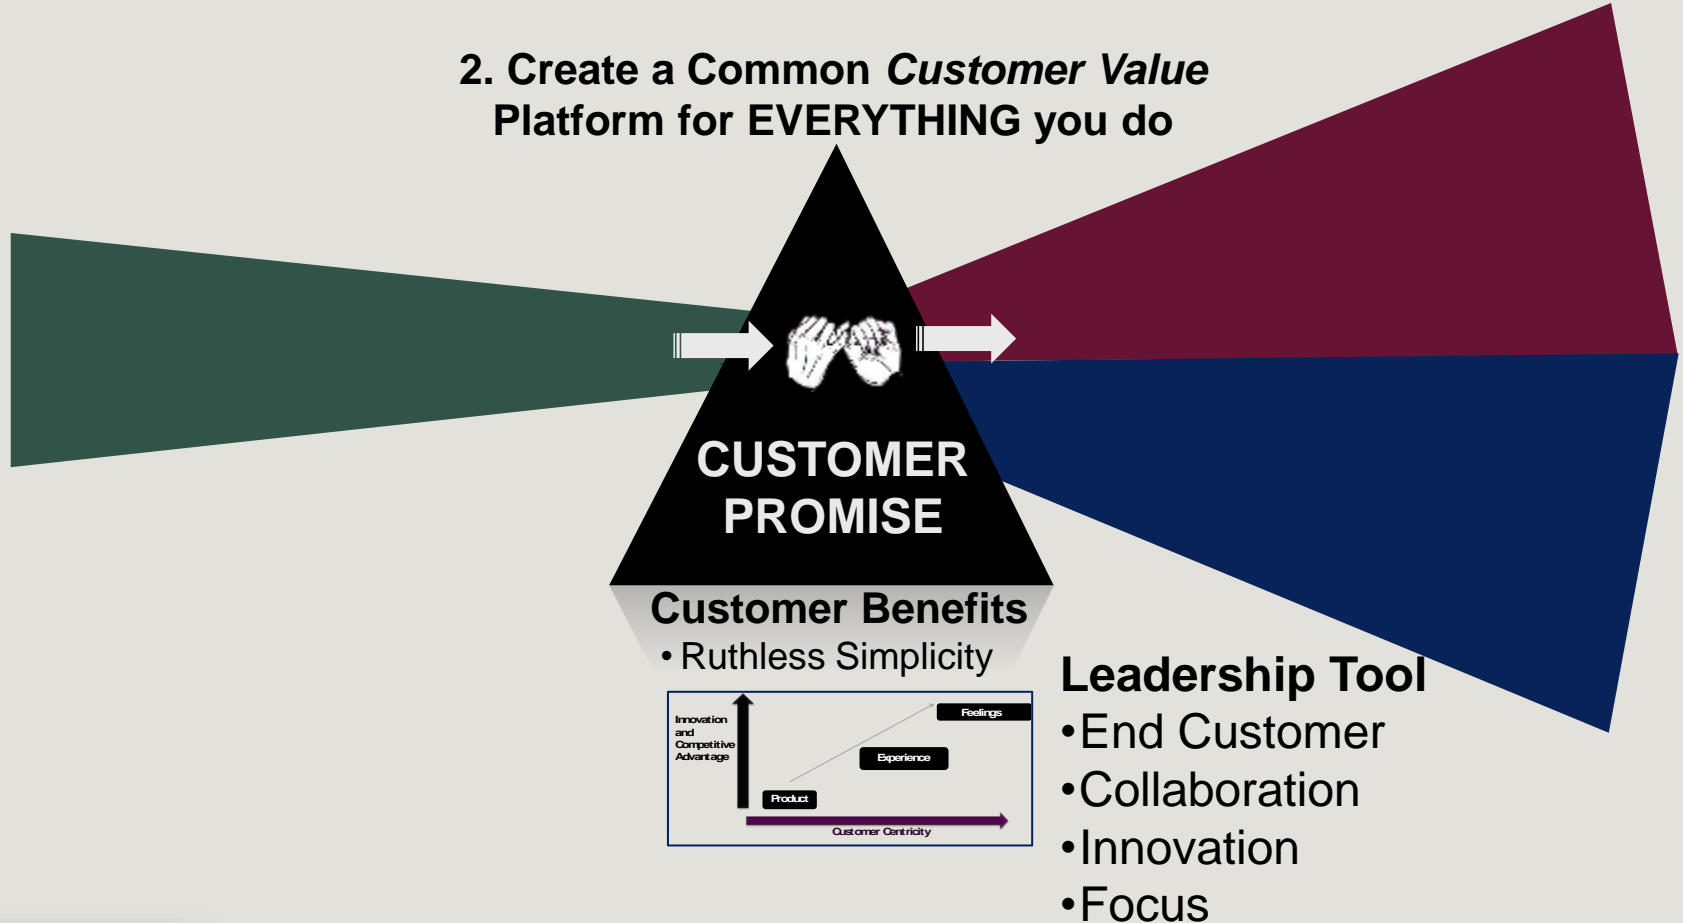 2. Create a Common Customer Value
Platform for EVERYTHING you do
CUSTOMER
PROMISE
Customer Benefits
• Ruthless Simplicity
Innovation
and
Competitive
Advantage
Feelings
Experience
Product
Customer Centricity
Leadership Tool
•End Customer
•Collaboration
•Innovation
•Focus